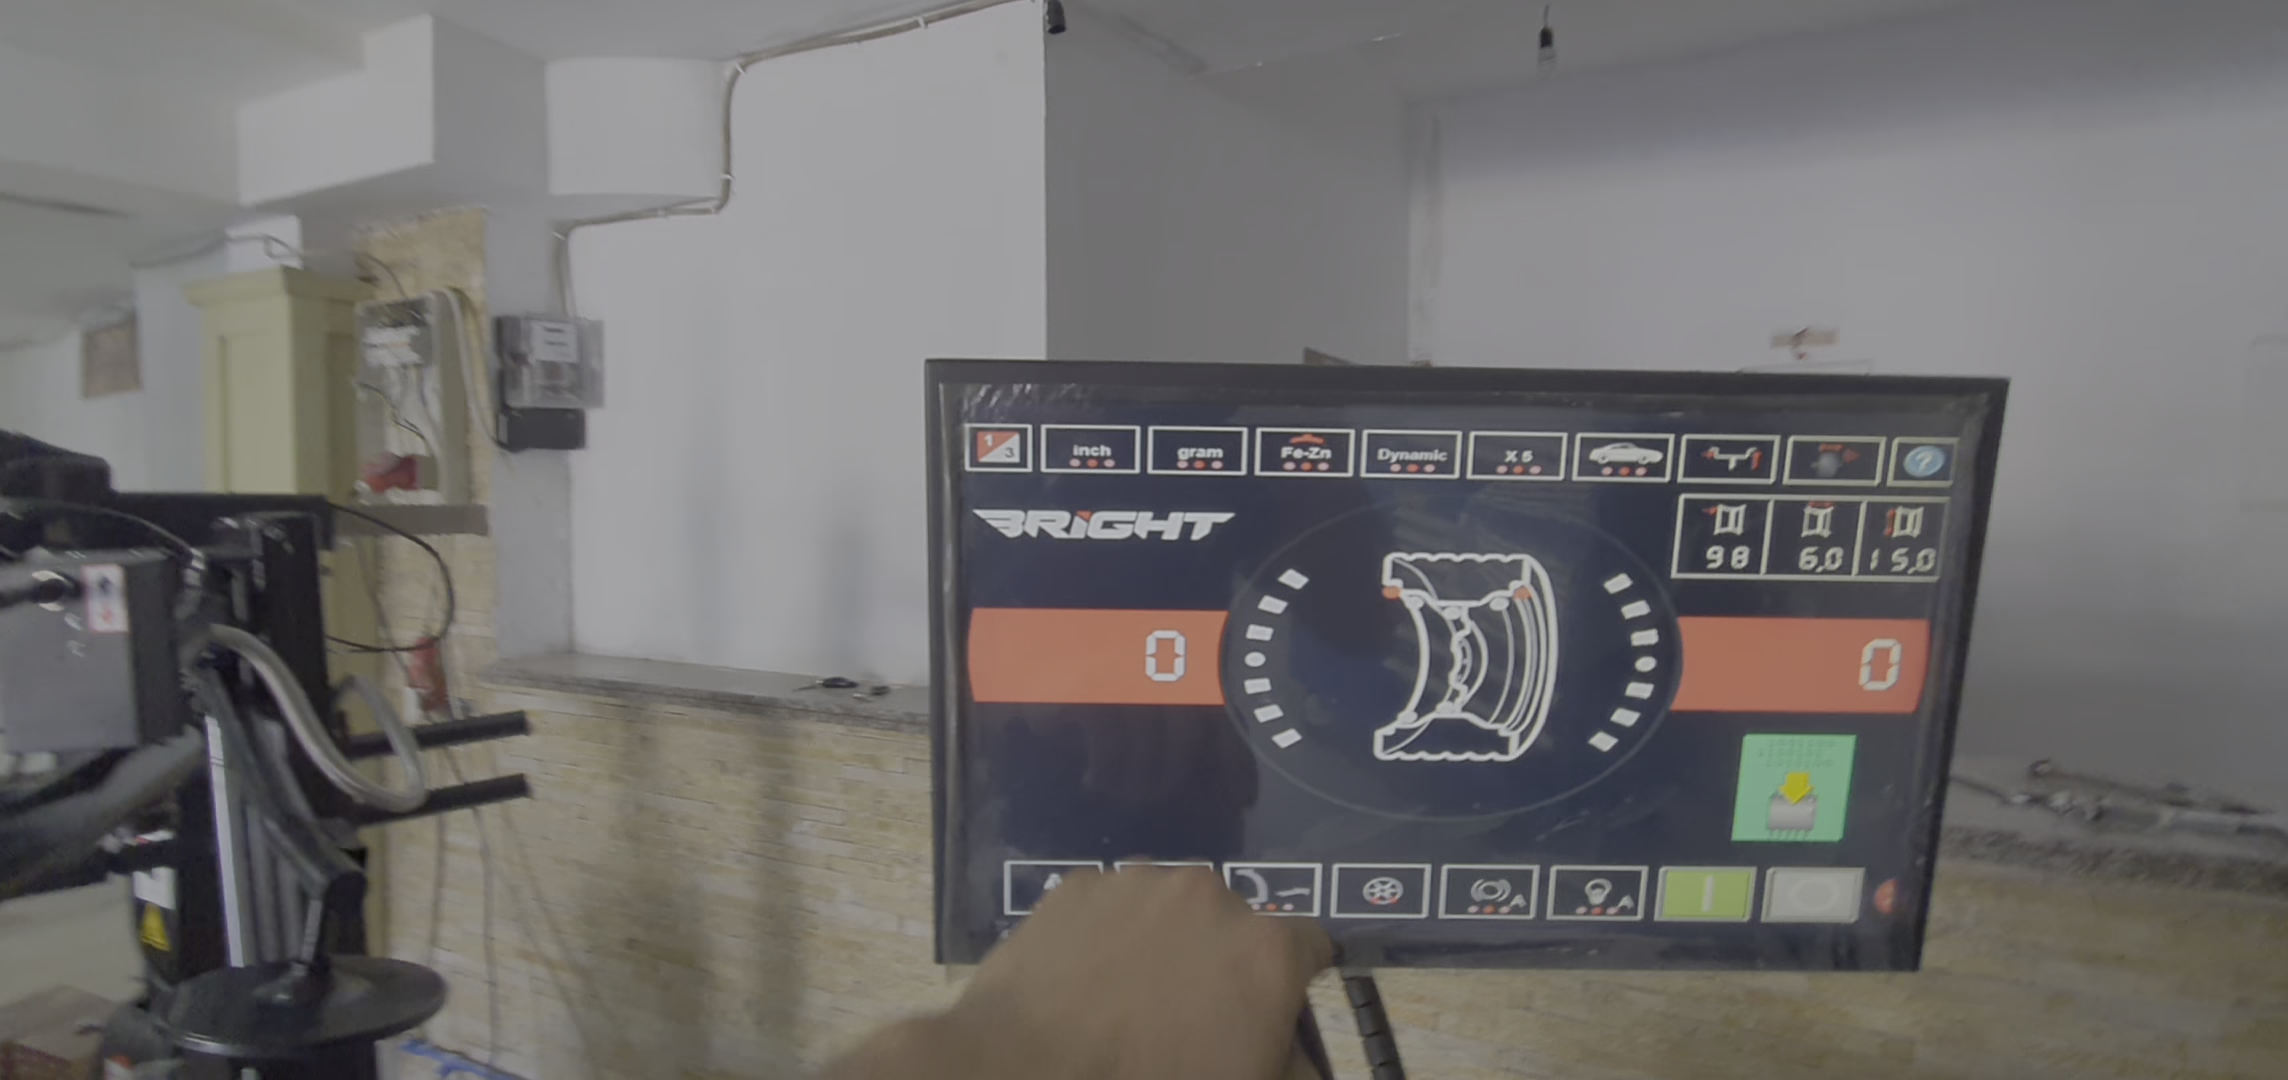 1 3 inch gram Fe-Zn Dynamic X 5 ?
BRiGHT
98 6,0 15,0
0 0
A A